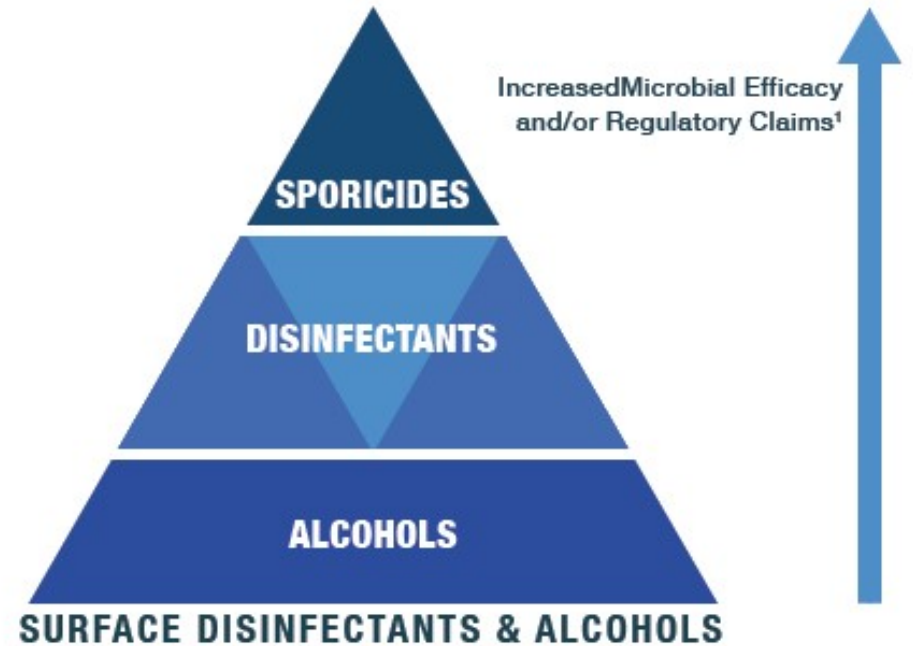 IncreasedMicrobial Efficacy
and/or Regulatory Claims¹
SPORICIDES
DISINFECTANTS
ALCOHOLS
SURFACE DISINFECTANTS & ALCOHOLS